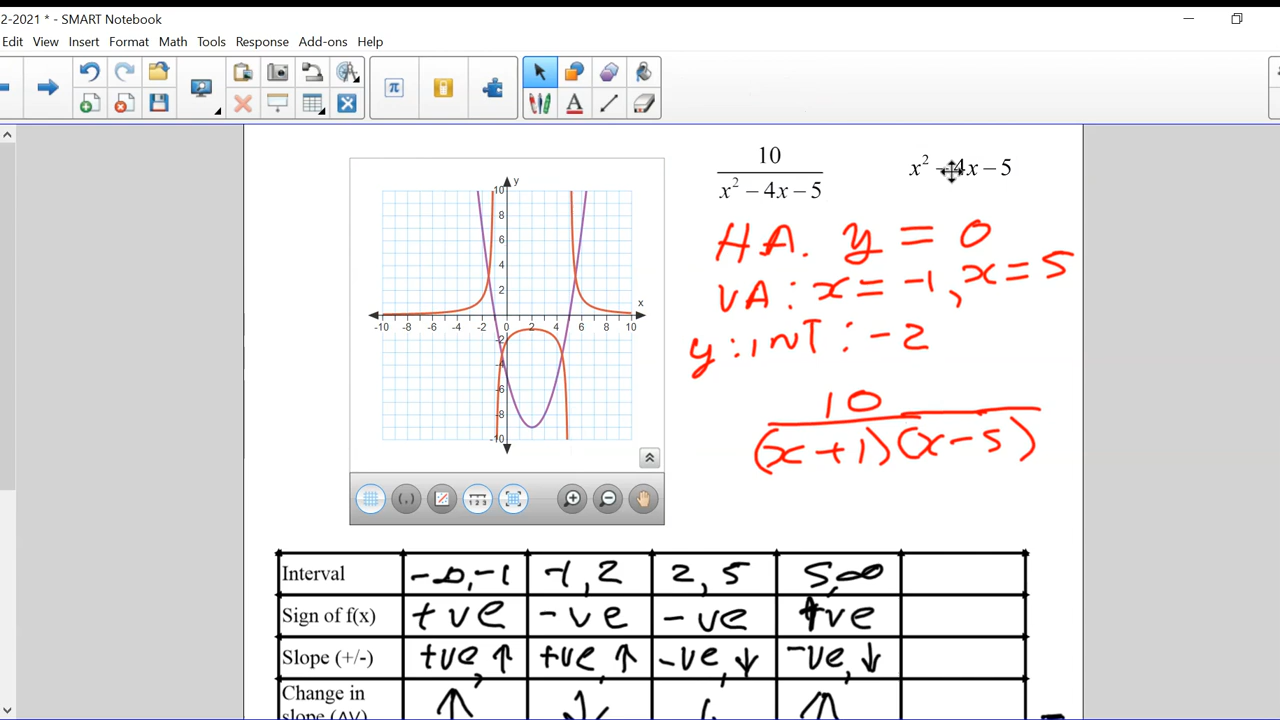 2-2021 * - SMART Notebook
Edit View Insert Format Math Tools Response Add-ons Help
π
A
10
x² – 4x – 5
x² – 4x – 5
HA. y = 0
VA : x = -1, x = 5
y : INT : -2
10
(x+1)(x-5)
y
x
10
8
6
4
2
-10 -8 -6 -4 -2 0 2 4 6 8 10
-2
-4
-6
-8
-10
(,)
1 2 3
Interval -∞,-1 -1,2 2,5 5,∞
Sign of f(x) +ve -ve -ve +ve
Slope (+/-) +ve,↑ +ve,↑ -ve,↓ -ve,↓
Change in ↑ ↑